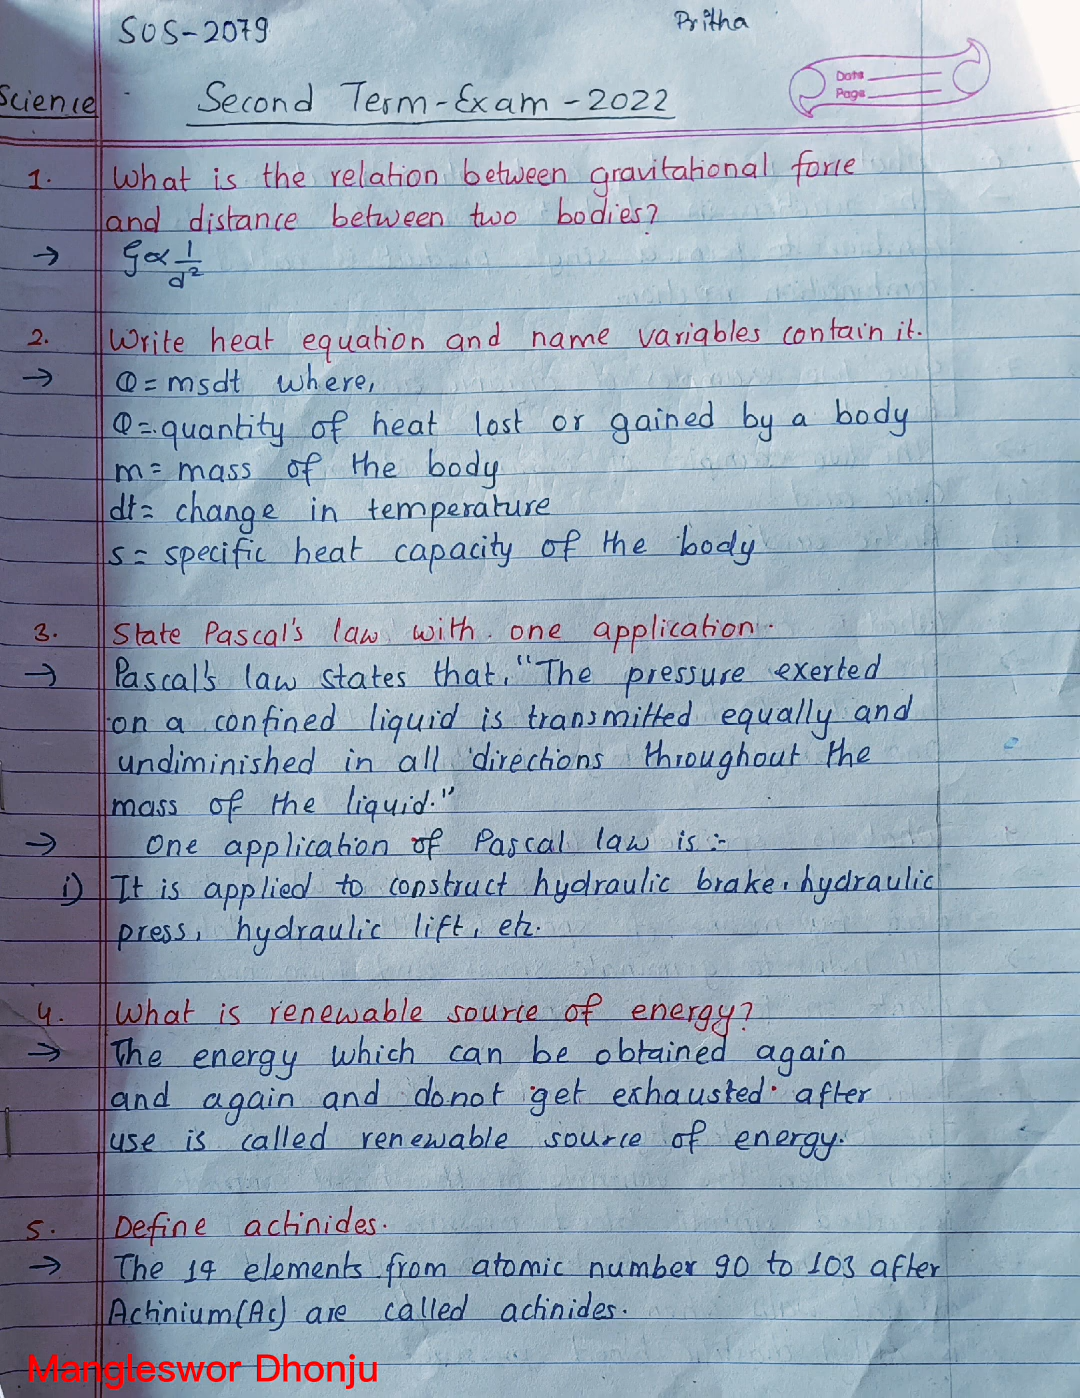 SOS-2079
Pritha
Date
Page
Science
Second Term-Exam-2022
1. What is the relation between gravitational force
and distance between two bodies?
→ G∝1/d²
2. Write heat equation and name variables contain it.
→ Q=msdt where,
Q=quantity of heat lost or gained by a body
m=mass of the body
dt=change in temperature
s=specific heat capacity of the body
3. State Pascal's law with one application.
→ Pascal's law states that, "The pressure exerted
on a confined liquid is transmitted equally and
undiminished in all directions throughout the
mass of the liquid."
→ One application of Pascal law is:-
i) It is applied to construct hydraulic brake, hydraulic
press, hydraulic lift, etc.
4. What is renewable source of energy?
→ The energy which can be obtained again
and again and donot get exhausted after
use is called renewable source of energy.
5. Define actinides.
→ The 14 elements from atomic number 90 to 103 after
Actinium(Ac) are called actinides.
Mangleswor Dhonju